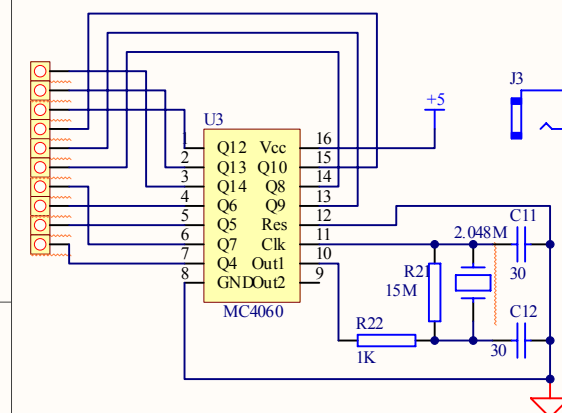 J3
+5
U3
1 Q12 Vcc 16
2 Q13 Q10 15
3 Q14 Q8 14
4 Q6 Q9 13
5 Q5 Res 12
6 Q7 Clk 11
7 Q4 Out1 10
8 GND Out2 9
MC4060
C11
2.048M
30
R21
15M
C12
R22
30
1K